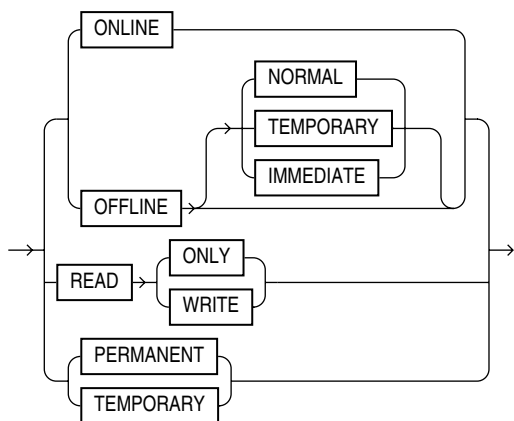 ONLINE
NORMAL
TEMPORARY
IMMEDIATE
OFFLINE
READ
ONLY
WRITE
PERMANENT
TEMPORARY